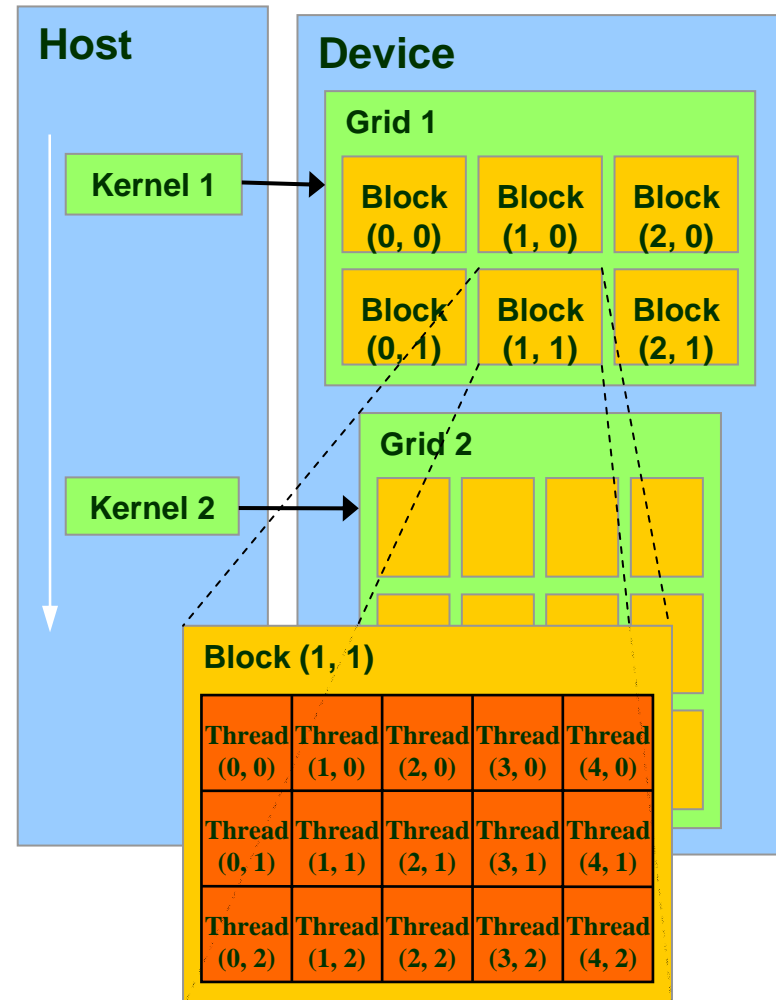 Host
Device
Grid 1
Kernel 1
Block Block Block
(0, 0) (1, 0) (2, 0)
Block Block Block
(0, 1) (1, 1) (2, 1)
Grid 2
Kernel 2
Block (1, 1)
Thread Thread Thread Thread Thread
(0, 0) (1, 0) (2, 0) (3, 0) (4, 0)
Thread Thread Thread Thread Thread
(0, 1) (1, 1) (2, 1) (3, 1) (4, 1)
Thread Thread Thread Thread Thread
(0, 2) (1, 2) (2, 2) (3, 2) (4, 2)